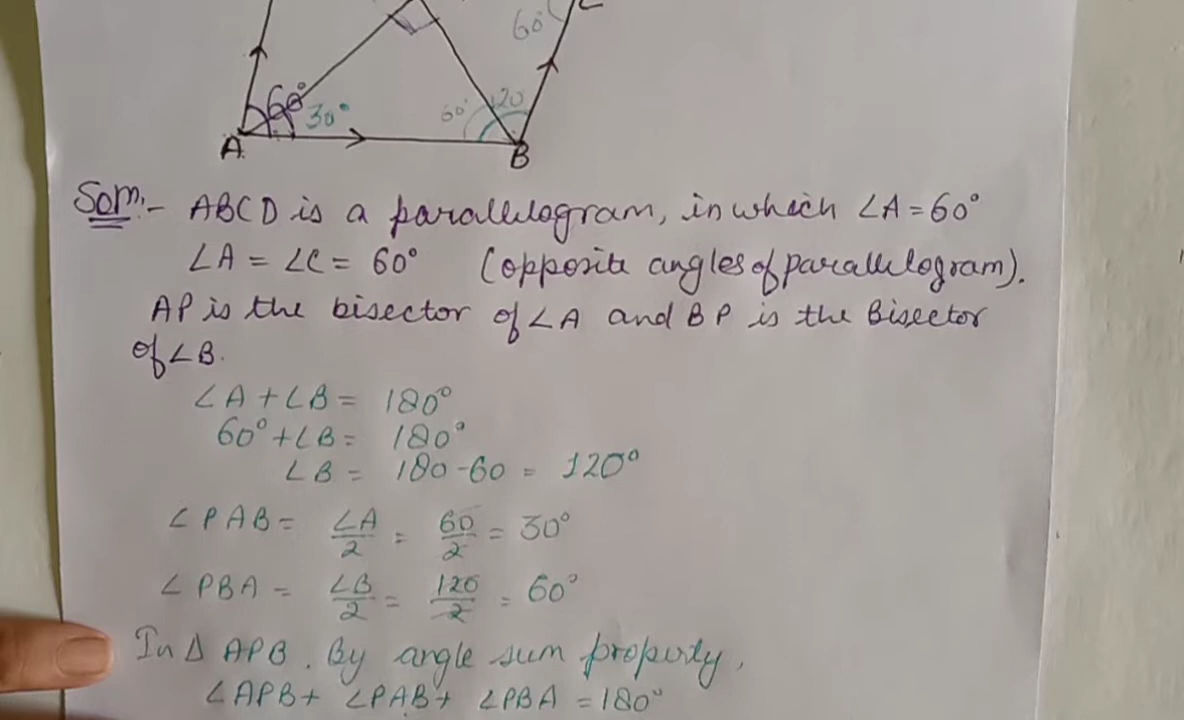 60° C
60° 30° 60° 120
A B
Som:- ABCD is a parallelogram, in which ∠A = 60°
∠A = ∠C = 60° (opposite angles of parallelogram).
AP is the bisector of ∠A and BP is the Bisector
of ∠B.
∠A + ∠B = 180°
60° + ∠B = 180°
∠B = 180 - 60 = 120°
∠PAB = ∠A/2 = 60/2 = 30°
∠PBA = ∠B/2 = 120/2 = 60°
In Δ APB. By angle sum property,
∠APB + ∠PAB + ∠PBA = 180°